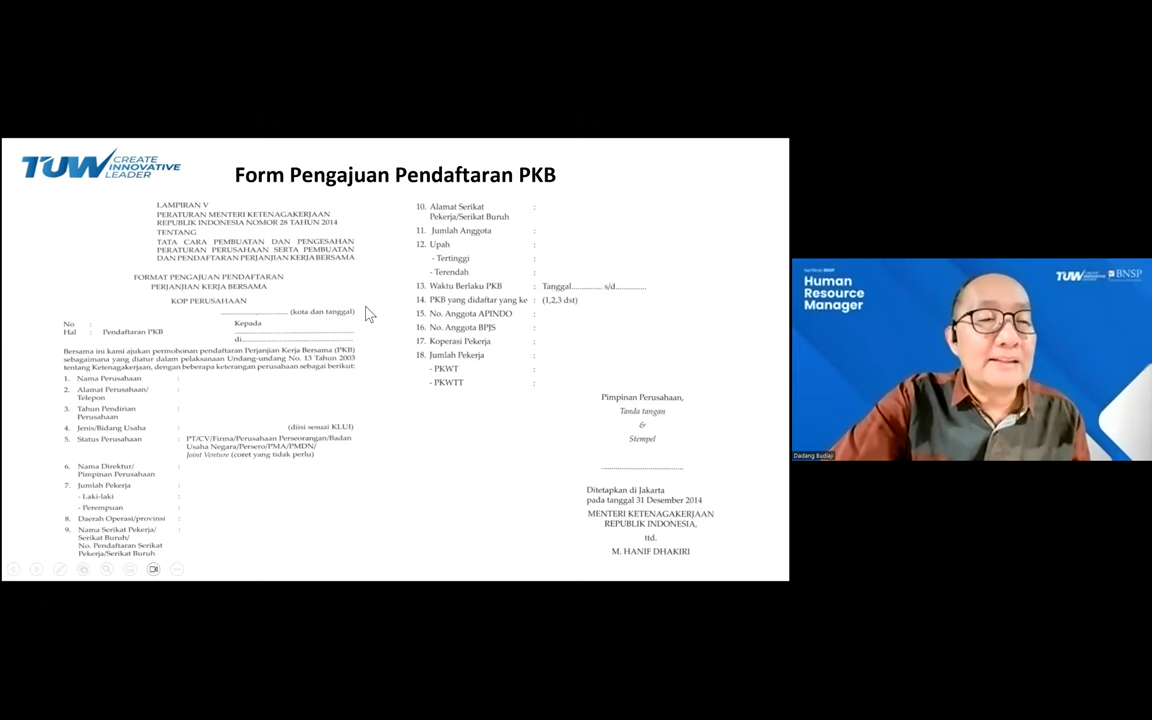 TUW CREATE
INNOVATIVE
LEADER
Form Pengajuan Pendaftaran PKB
LAMPIRAN V
PERATURAN MENTERI KETENAGAKERJAAN
REPUBLIK INDONESIA NOMOR 28 TAHUN 2014
TENTANG
TATA CARA PEMBUATAN DAN PENGESAHAN
PERATURAN PERUSAHAAN SERTA PEMBUATAN
DAN PENDAFTARAN PERJANJIAN KERJA BERSAMA
FORMAT PENGAJUAN PENDAFTARAN
PERJANJIAN KERJA BERSAMA
KOP PERUSAHAAN
.............................. (kota dan tanggal)
No :
Hal : Pendaftaran PKB
Kepada
......................................................
di...................................................
Bersama ini kami ajukan permohonan pendaftaran Perjanjian Kerja Bersama (PKB)
sebagaimana yang diatur dalam pelaksanaan Undang-undang No. 13 Tahun 2003
tentang Ketenagakerjaan, dengan beberapa keterangan perusahaan sebagai berikut:
1. Nama Perusahaan :
2. Alamat Perusahaan/ :
Telepon
3. Tahun Pendirian :
Perusahaan
4. Jenis/Bidang Usaha : (diisi sesuai KLUI)
5. Status Perusahaan : PT/CV/Firma/Perusahaan Perseorangan/Badan
Usaha Negara/Persero/PMA/PMDN/
Joint Venture (coret yang tidak perlu)
6. Nama Direktur/ :
Pimpinan Perusahaan
7. Jumlah Pekerja :
- Laki-laki :
- Perempuan :
8. Daerah Operasi/provinsi :
9. Nama Serikat Pekerja/ :
Serikat Buruh/
No. Pendaftaran Serikat
Pekerja/Serikat Buruh
10. Alamat Serikat :
Pekerja/Serikat Buruh
11. Jumlah Anggota :
12. Upah :
- Tertinggi :
- Terendah :
13. Waktu Berlaku PKB : Tanggal.............. s/d..............
14. PKB yang didaftar yang ke : (1,2,3 dst)
15. No. Anggota APINDO :
16. No. Anggota BPJS :
17. Koperasi Pekerja :
18. Jumlah Pekerja :
- PKWT :
- PKWTT :
Pimpinan Perusahaan,
Tanda tangan
&
Stempel
......................................
Ditetapkan di Jakarta
pada tanggal 31 Desember 2014
MENTERI KETENAGAKERJAAN
REPUBLIK INDONESIA,
ttd.
M. HANIF DHAKIRI
Sertifikasi BNSP
Human
Resource
Manager
TUW
BNSP
Dadang Budiaji